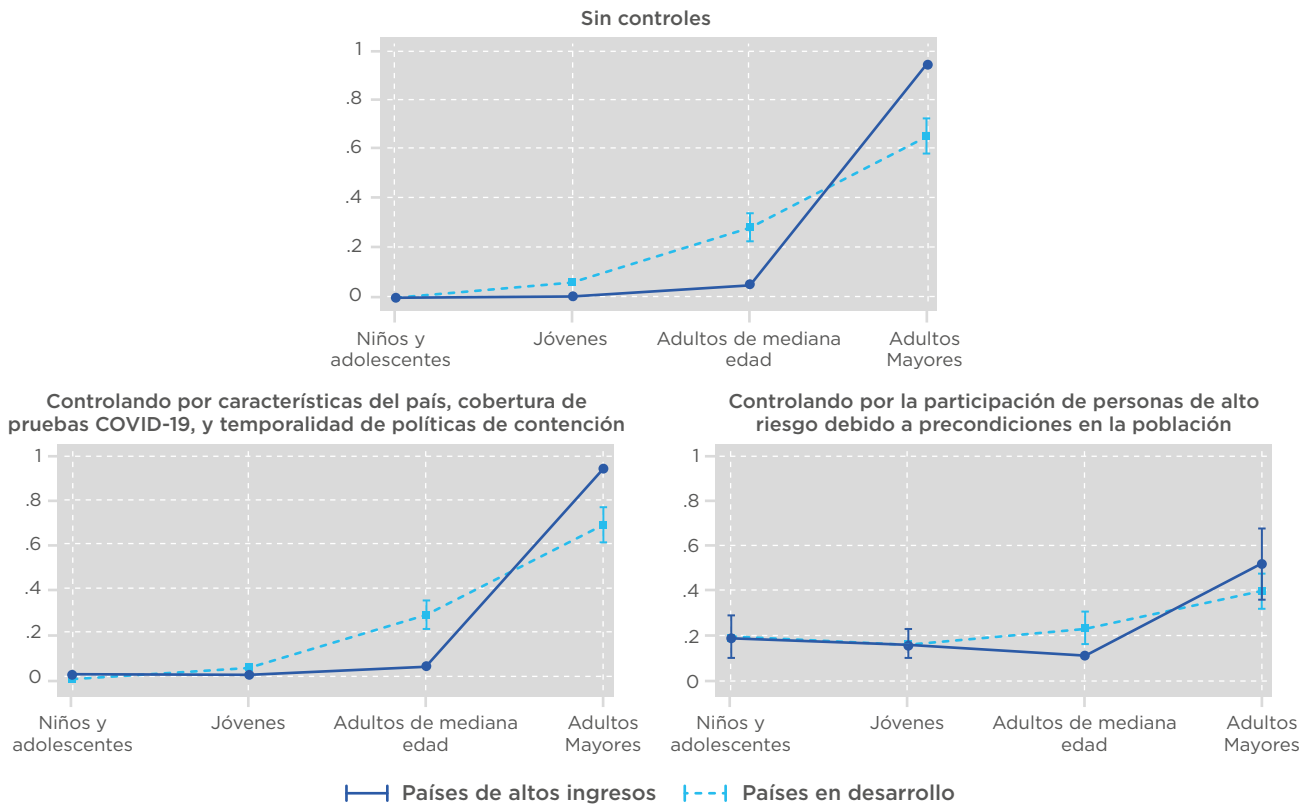 Sin controles
1
.8
.6
.4
.2
0
Niños y
adolescentes
Jóvenes
Adultos de mediana
edad
Adultos
Mayores
Controlando por características del país, cobertura de
pruebas COVID-19, y temporalidad de políticas de contención
1
.8
.6
.4
.2
0
Niños y
adolescentes
Jóvenes
Adultos de mediana
edad
Adultos
Mayores
Controlando por la participación de personas de alto
riesgo debido a precondiciones en la población
1
.8
.6
.4
.2
0
Niños y
adolescentes
Jóvenes
Adultos de mediana
edad
Adultos
Mayores
Países de altos ingresos
Países en desarrollo